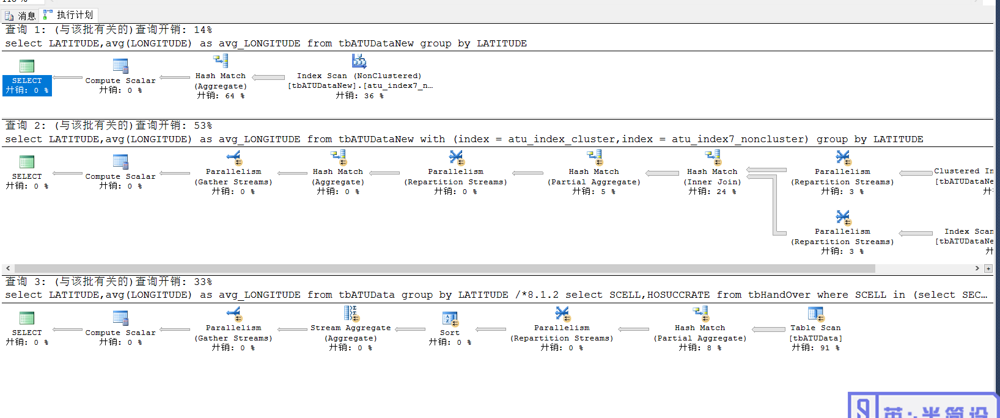 消息 执行计划
查询 1: (与该批有关的)查询开销: 14%
select LATITUDE,avg(LONGITUDE) as avg_LONGITUDE from tbATUDataNew group by LATITUDE
SELECT
开销: 0 %
Compute Scalar
开销: 0 %
Hash Match
(Aggregate)
开销: 64 %
Index Scan (NonClustered)
[tbATUDataNew].[atu_index7_n…
开销: 36 %
查询 2: (与该批有关的)查询开销: 53%
select LATITUDE,avg(LONGITUDE) as avg_LONGITUDE from tbATUDataNew with (index = atu_index_cluster,index = atu_index7_noncluster) group by LATITUDE
SELECT
开销: 0 %
Compute Scalar
开销: 0 %
Parallelism
(Gather Streams)
开销: 0 %
Hash Match
(Aggregate)
开销: 0 %
Parallelism
(Repartition Streams)
开销: 0 %
Hash Match
(Partial Aggregate)
开销: 5 %
Hash Match
(Inner Join)
开销: 24 %
Parallelism
(Repartition Streams)
开销: 3 %
Clustered In
[tbATUDataNe
开
Parallelism
(Repartition Streams)
开销: 3 %
Index Scan
[tbATUDataNe
开
查询 3: (与该批有关的)查询开销: 33%
select LATITUDE,avg(LONGITUDE) as avg_LONGITUDE from tbATUData group by LATITUDE /*8.1.2 select SCELL,HOSUCCRATE from tbHandOver where SCELL in (select SEC…
SELECT
开销: 0 %
Compute Scalar
开销: 0 %
Parallelism
(Gather Streams)
开销: 0 %
Stream Aggregate
(Aggregate)
开销: 0 %
Sort
开销: 0 %
Parallelism
(Repartition Streams)
开销: 0 %
Hash Match
(Partial Aggregate)
开销: 8 %
Table Scan
[tbATUData]
开销: 91 %
英 半 简 设